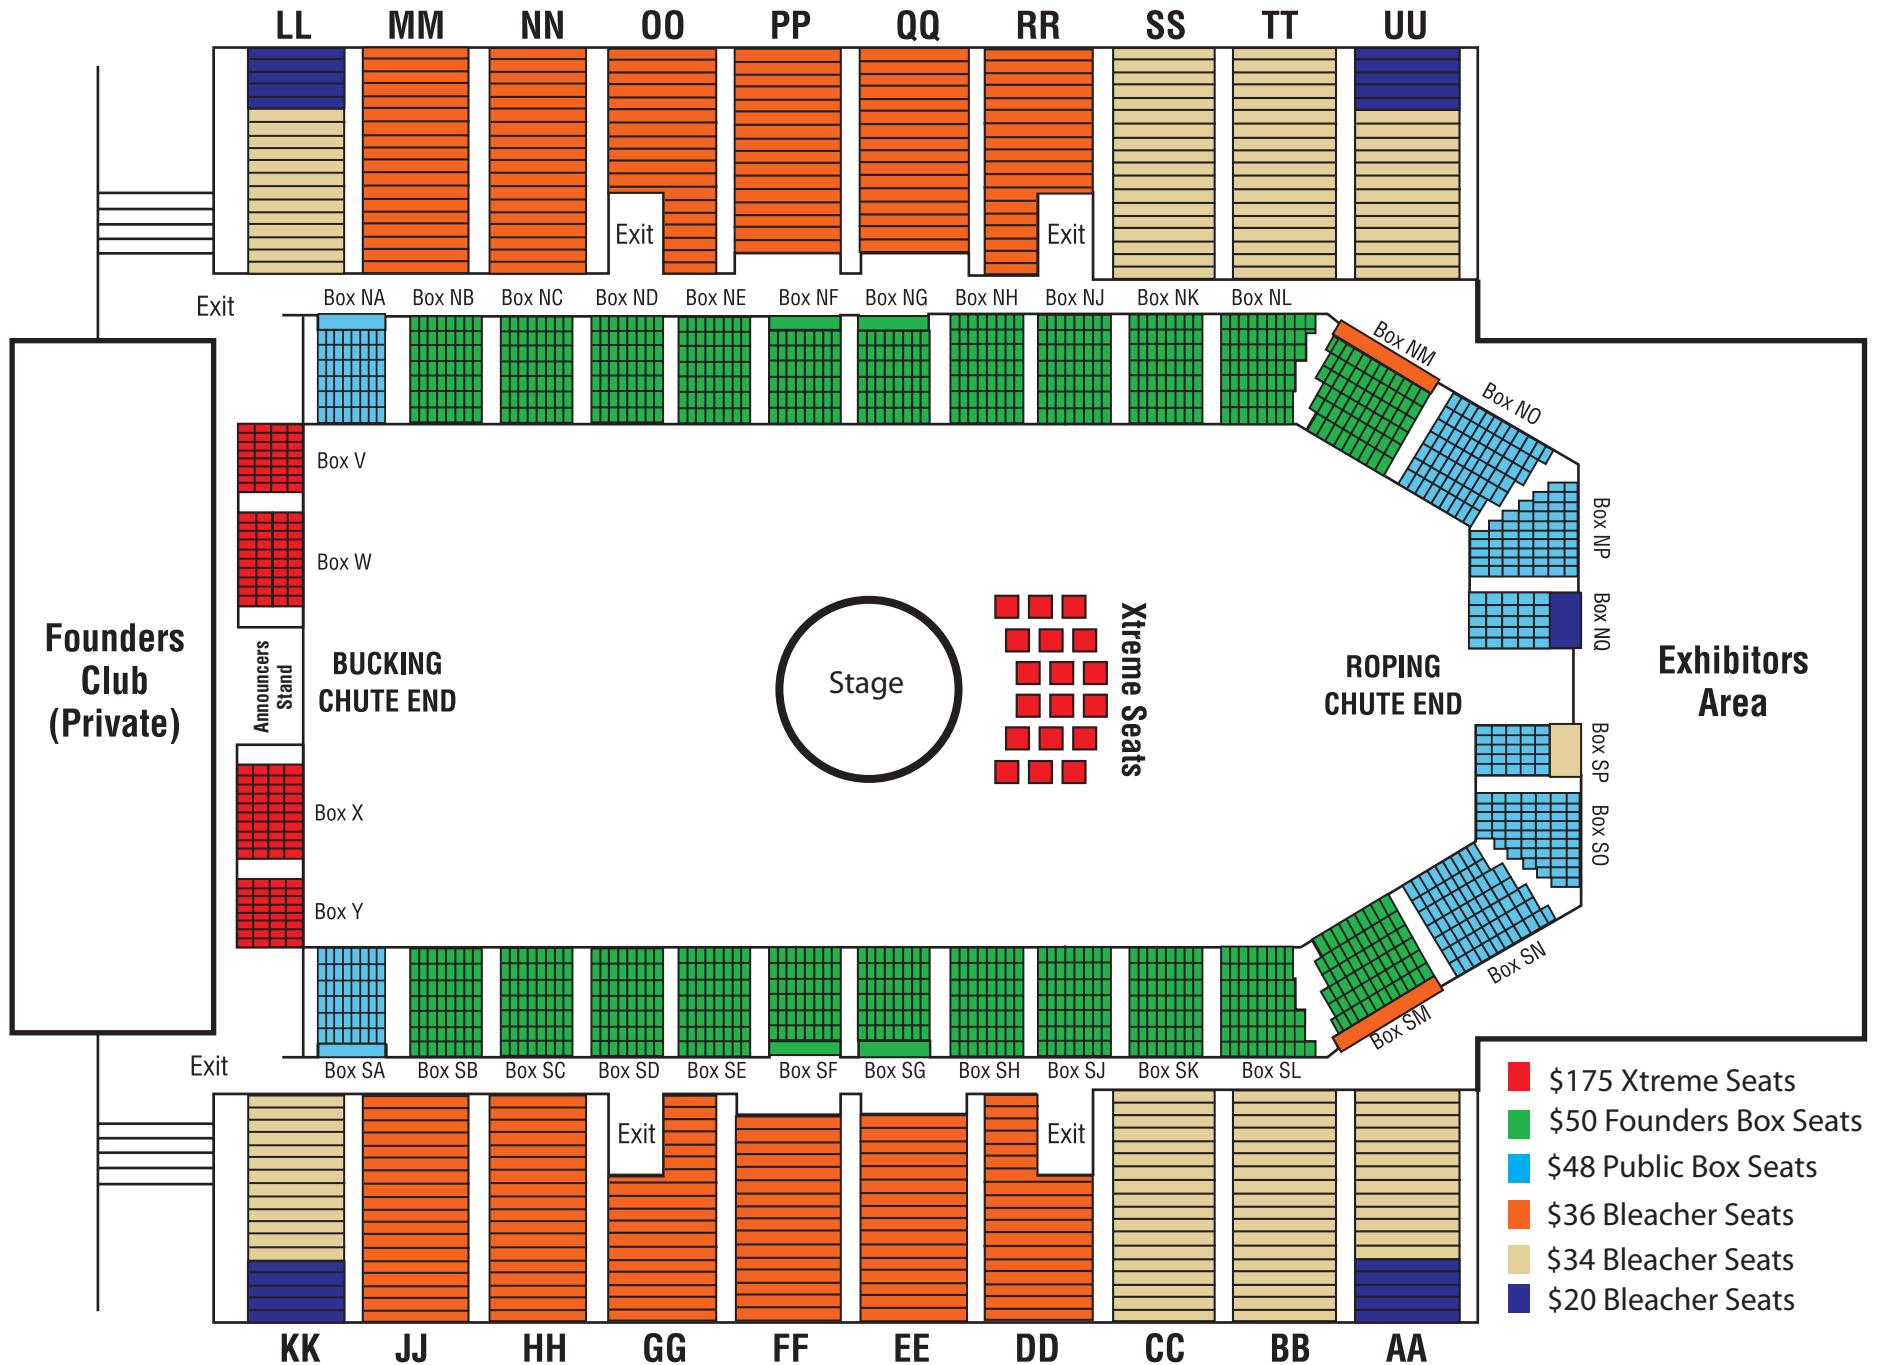 LL
MM
NN
OO
PP
QQ
RR
SS
TT
UU
Exit
Exit
Exit
Box NA
Box NB
Box NC
Box ND
Box NE
Box NF
Box NG
Box NH
Box NJ
Box NK
Box NL
Box NM
Box NO
Box NP
Box NQ
Box V
Box W
Founders
Club
(Private)
Announcers
Stand
BUCKING
CHUTE END
Stage
Xtreme Seats
ROPING
CHUTE END
Exhibitors
Area
Box X
Box Y
Box SP
Box SO
Box SN
Box SM
Exit
Box SA
Box SB
Box SC
Box SD
Box SE
Box SF
Box SG
Box SH
Box SJ
Box SK
Box SL
Exit
Exit
$175 Xtreme Seats
$50 Founders Box Seats
$48 Public Box Seats
$36 Bleacher Seats
$34 Bleacher Seats
$20 Bleacher Seats
KK
JJ
HH
GG
FF
EE
DD
CC
BB
AA